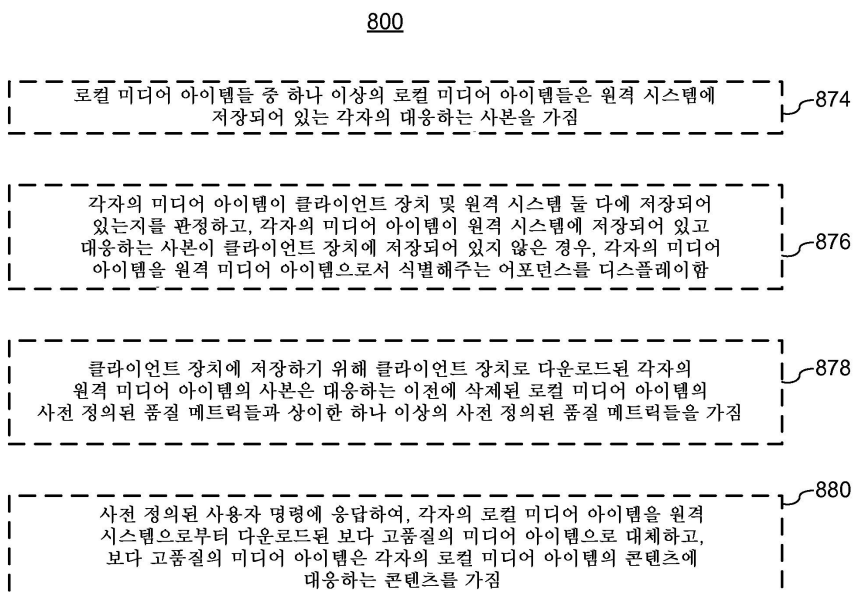 800
로컬 미디어 아이템들 중 하나 이상의 로컬 미디어 아이템들은 원격 시스템에
저장되어 있는 각자의 대응하는 사본을 가짐
874
각자의 미디어 아이템이 클라이언트 장치 및 원격 시스템 둘 다에 저장되어
있는지를 판정하고, 각자의 미디어 아이템이 원격 시스템에 저장되어 있고
대응하는 사본이 클라이언트 장치에 저장되어 있지 않은 경우, 각자의 미디어
아이템을 원격 미디어 아이템으로서 식별해주는 어포던스를 디스플레이함
876
클라이언트 장치에 저장하기 위해 클라이언트 장치로 다운로드된 각자의
원격 미디어 아이템의 사본은 대응하는 이전에 삭제된 로컬 미디어 아이템의
사전 정의된 품질 메트릭들과 상이한 하나 이상의 사전 정의된 품질 메트릭들을 가짐
878
사전 정의된 사용자 명령에 응답하여, 각자의 로컬 미디어 아이템을 원격
시스템으로부터 다운로드된 보다 고품질의 미디어 아이템으로 대체하고,
보다 고품질의 미디어 아이템은 각자의 로컬 미디어 아이템의 콘텐츠에
대응하는 콘텐츠를 가짐
880